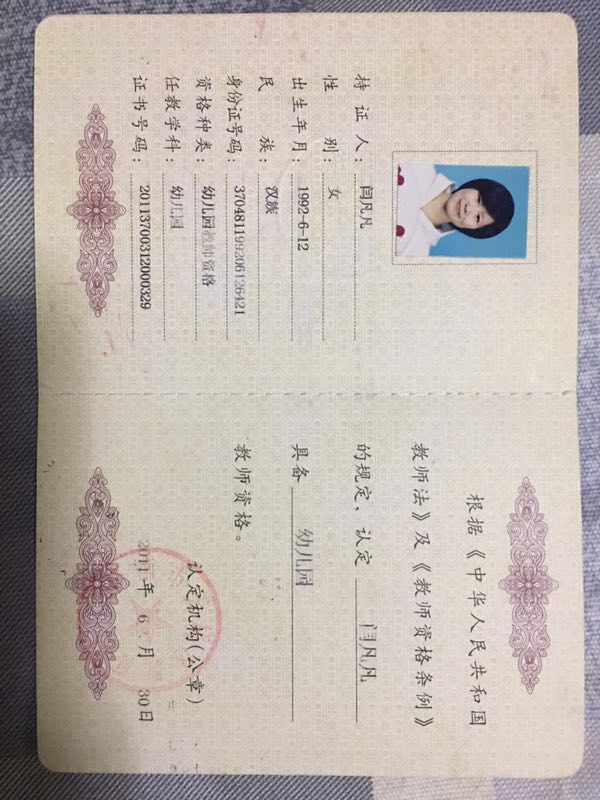 持 证 人：闫凡凡
性 别：女
出生年月：1992-6-12
民 族：汉族
身份证号码：370481199206126421
资格种类：幼儿园教师资格
任教学科：幼儿园
证书号码：20113700312000329
根据《中华人民共和国
教师法》及《教师资格条例》
的规定，认定 闫凡凡
具备 幼儿园
教师资格。
认定机构(公章)
2011 年 6 月 30 日